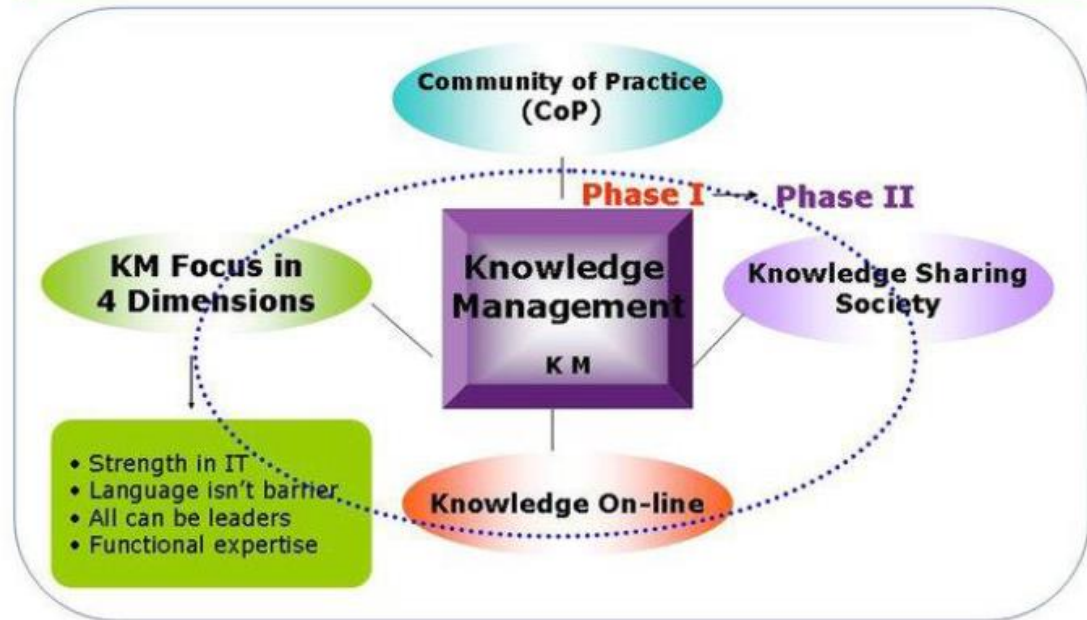 Community of Practice
(CoP)
Phase I
Phase II
KM Focus in
4 Dimensions
Knowledge
Management
K M
Knowledge Sharing
Society
• Strength in IT
• Language isn't barrier
• All can be leaders
• Functional expertise
Knowledge On-line